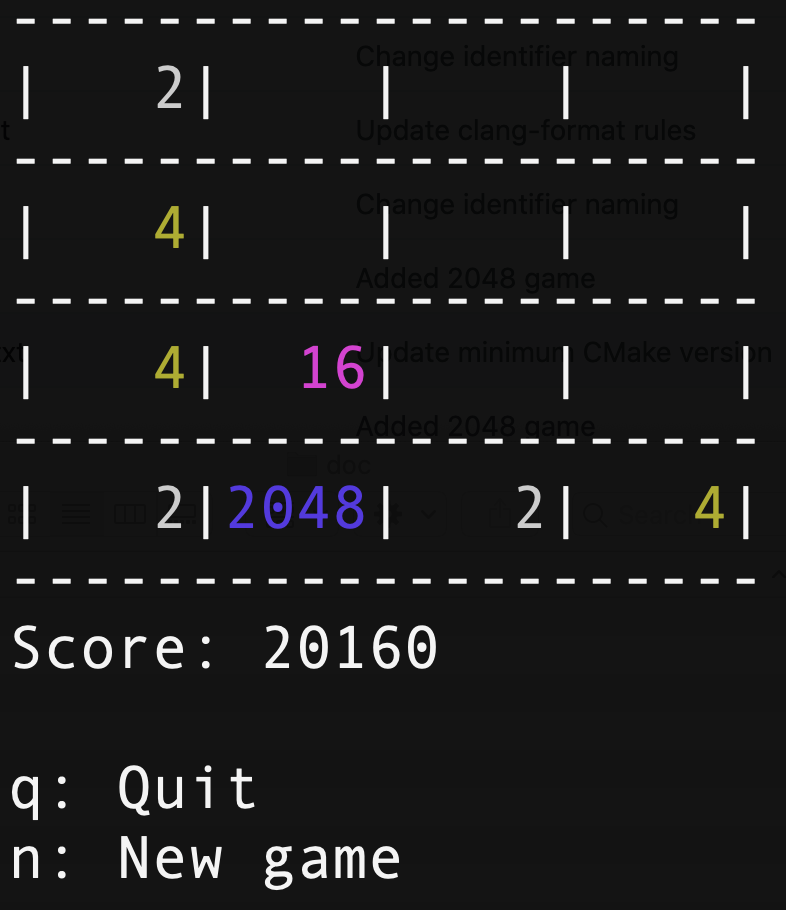 - - - - - - - - - - - - - - - - - - - - -
|    2|    |    |    |
Change identifier naming
t Update clang-format rules
- - - - - - - - - - - - - - - - - - - - -
|    4|    |    |    |
Change identifier naming
Added 2048 game
- - - - - - - - - - - - - - - - - - - - -
|    4|   16|    |    |
xt Update minimum CMake version
Added 2048 game
- - - - - - - - - - - - - - - - - - - - -
doc
|    2|2048|    2|    4|
- - - - - - - - - - - - - - - - - - - - -
Score: 20160
q: Quit
n: New game